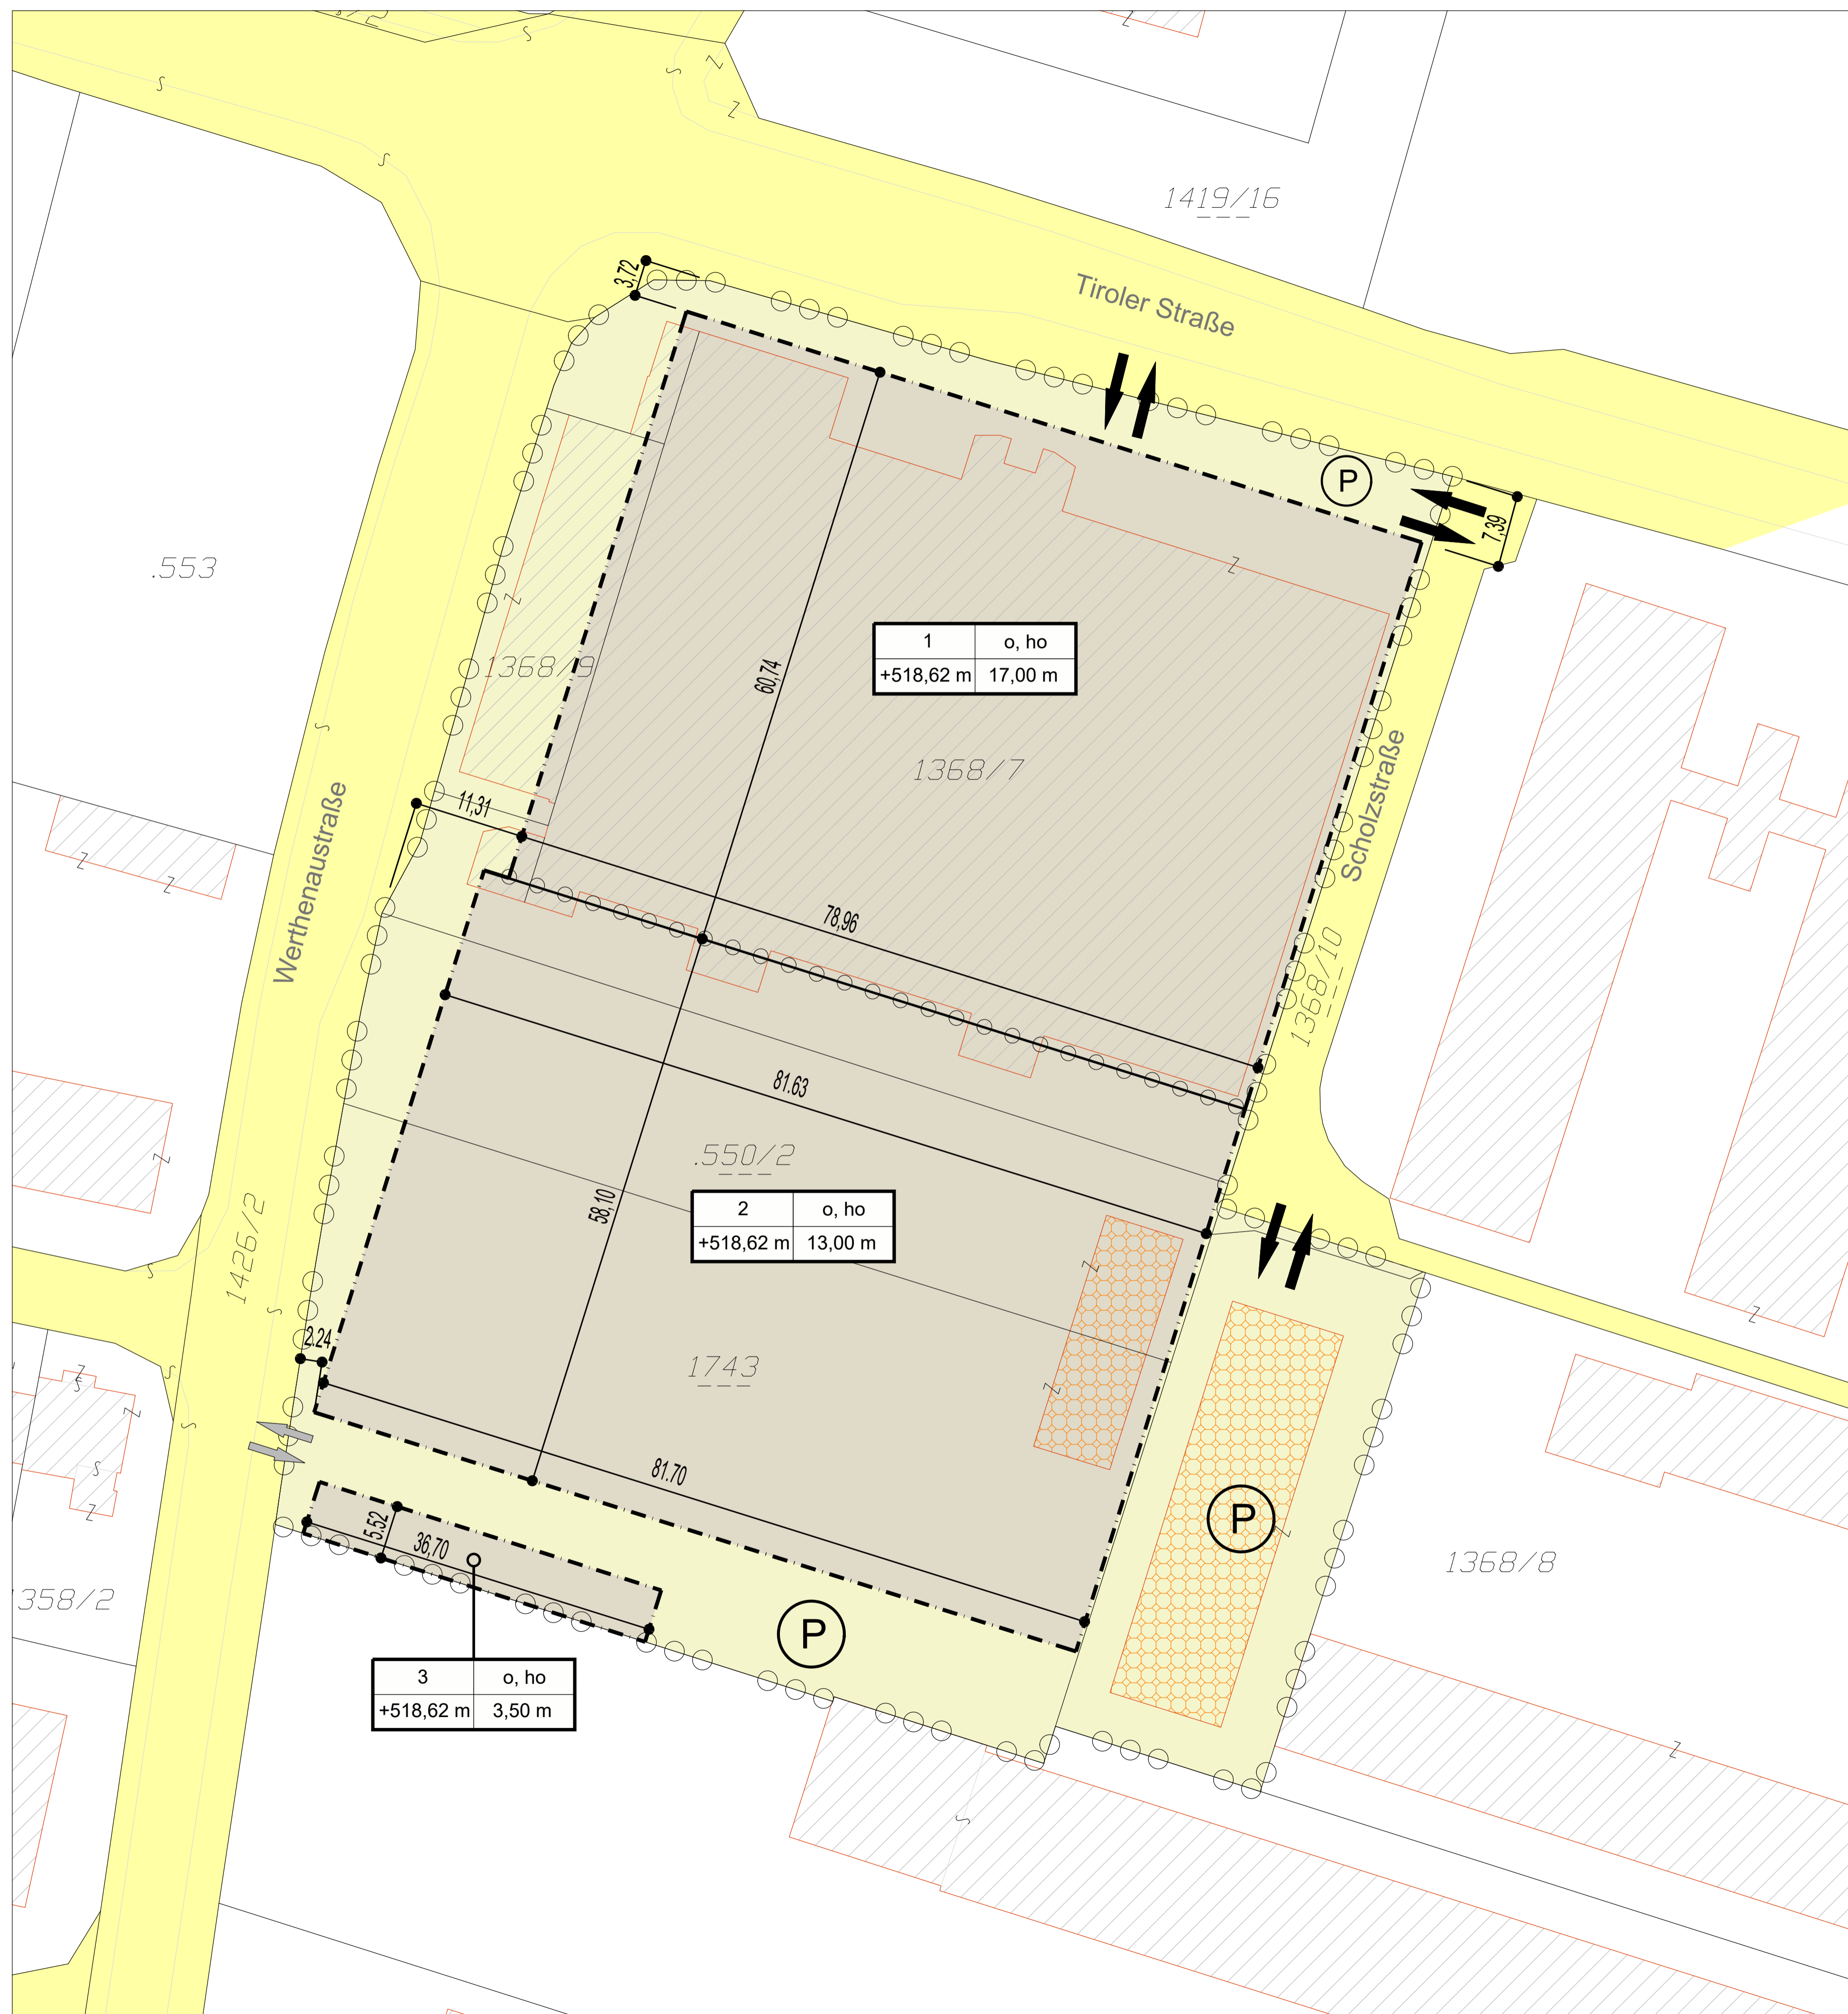 1419/16
Tiroler Straße
3,72
P
7,39
.553
1 o, ho
+518,62 m 17,00 m
60,74
1368/9
1368/7
Scholzstraße
11,31
Werthenaustraße
78,96
1368/10
81.63
.550/2
2 o, ho
+518,62 m 13,00 m
58,10
1426/2
2.24
1743
81.70
P
5.52
36,70
1368/8
1358/2
P
3 o, ho
+518,62 m 3,50 m